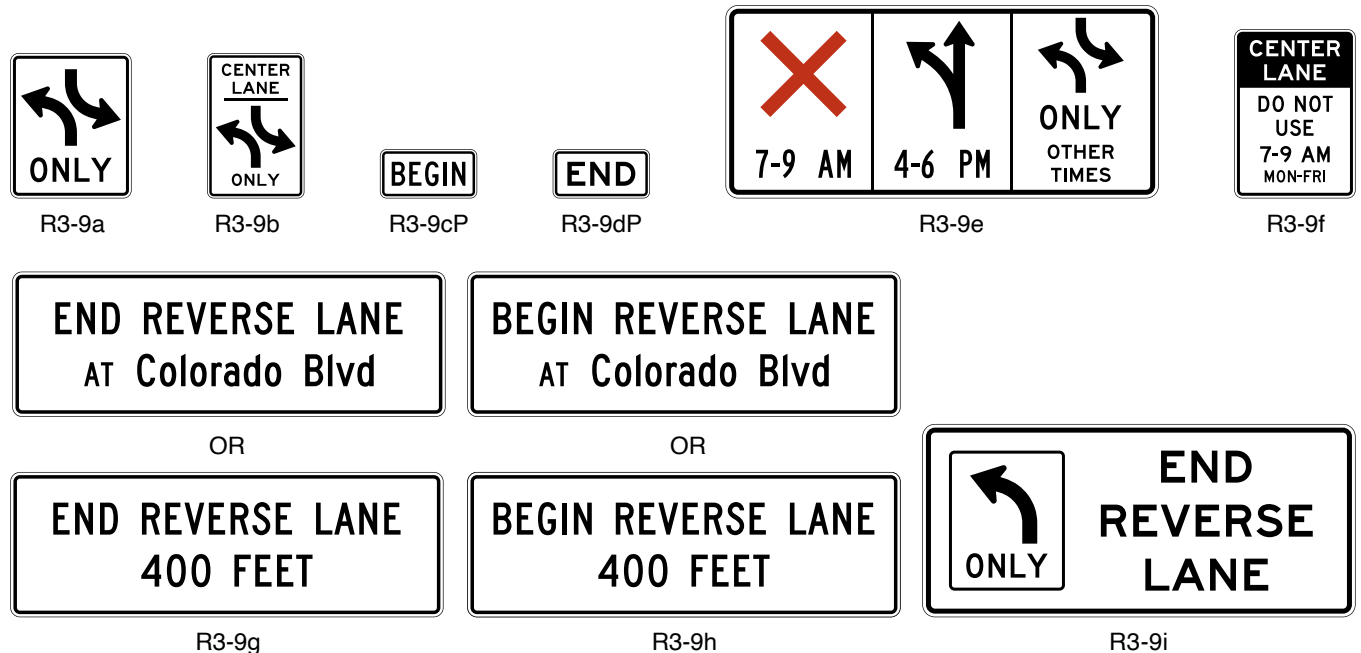 ONLY
R3-9a
CENTER
LANE
ONLY
R3-9b
BEGIN
R3-9cP
END
R3-9dP
7-9 AM
4-6 PM
ONLY
OTHER
TIMES
R3-9e
CENTER
LANE
DO NOT
USE
7-9 AM
MON-FRI
R3-9f
END REVERSE LANE
AT Colorado Blvd
OR
END REVERSE LANE
400 FEET
R3-9g
BEGIN REVERSE LANE
AT Colorado Blvd
OR
BEGIN REVERSE LANE
400 FEET
R3-9h
ONLY
END
REVERSE
LANE
R3-9i